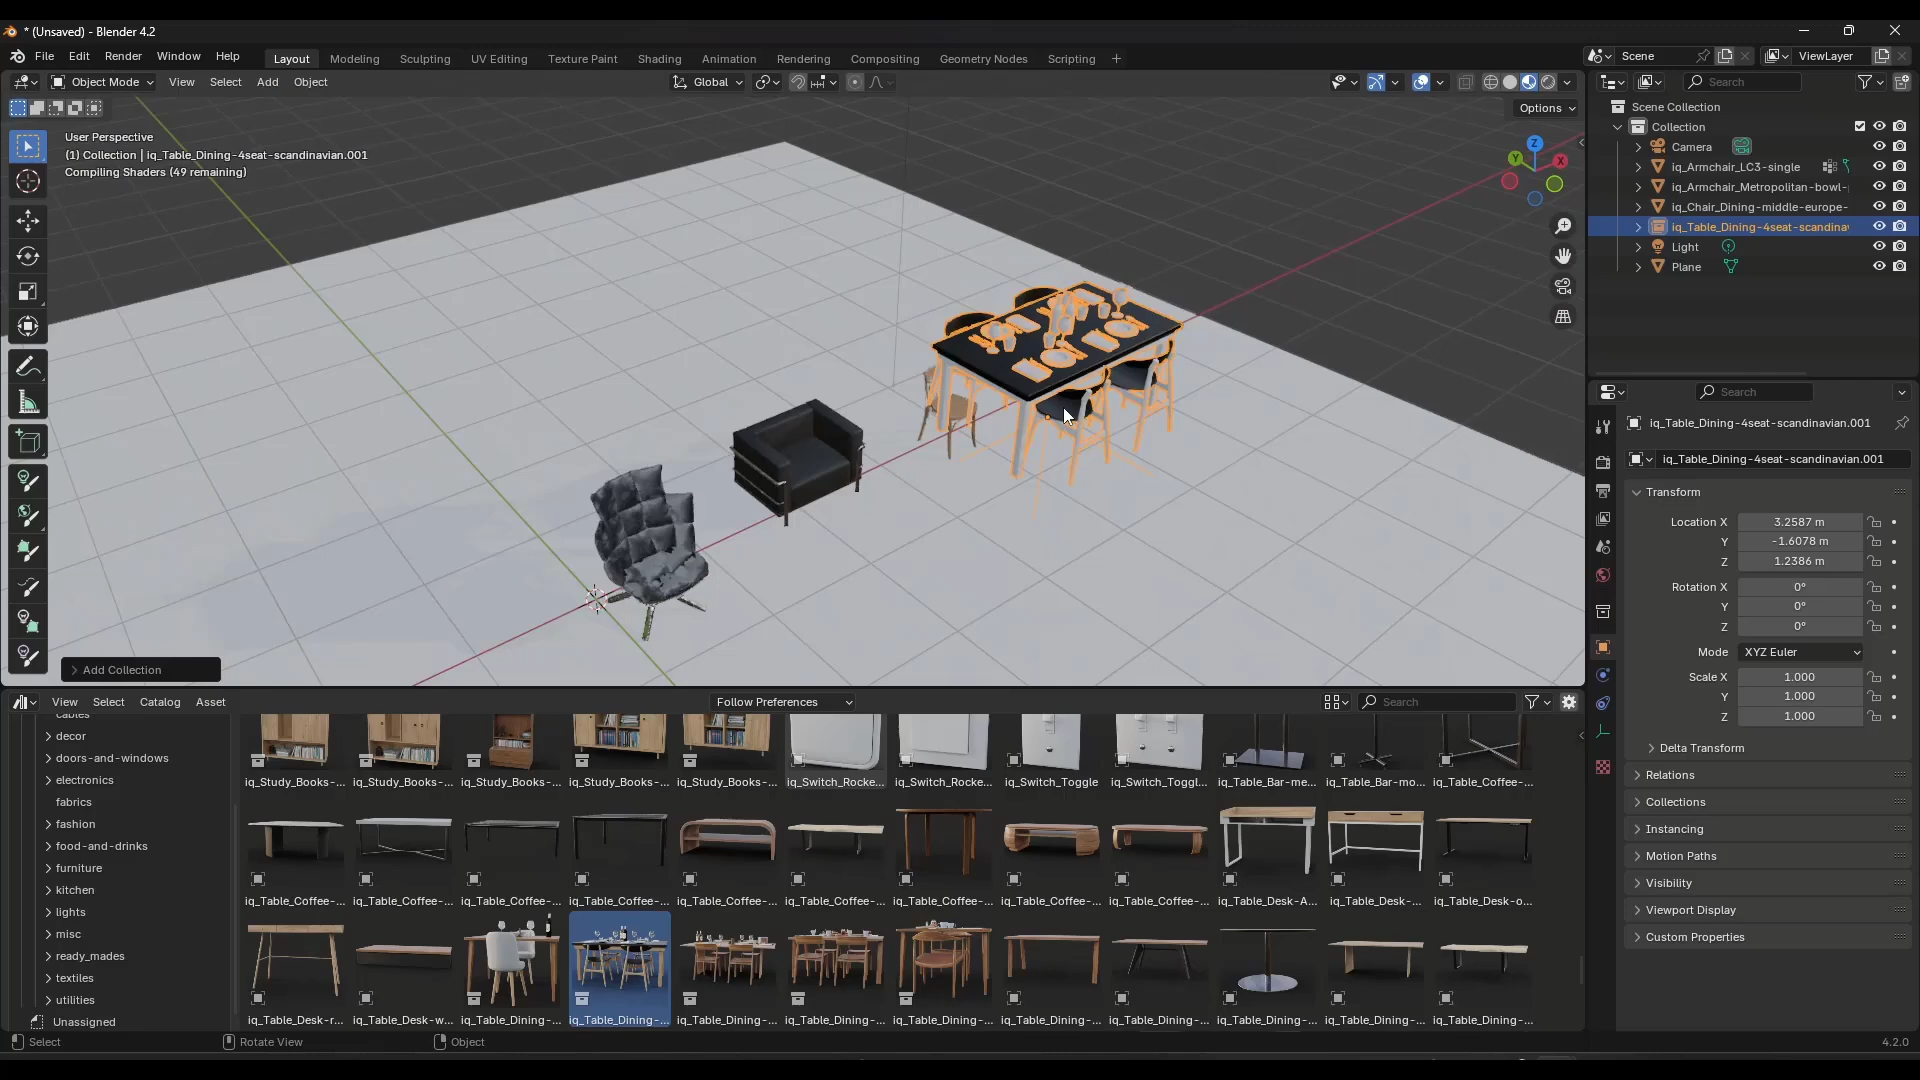 * (Unsaved) - Blender 4.2
File Edit Render Window Help
Layout Modeling Sculpting UV Editing Texture Paint Shading Animation Rendering Compositing Geometry Nodes Scripting +
Scene
ViewLayer
Object Mode View Select Add Object
Global
Search
Options
User Perspective
(1) Collection | iq_Table_Dining-4seat-scandinavian.001
Compiling Shaders (49 remaining)
Z
Y
X
Add Collection
Scene Collection
Collection
Camera
iq_Armchair_LC3-single
iq_Armchair_Metropolitan-bowl-
iq_Chair_Dining-middle-europe-
iq_Table_Dining-4seat-scandinav
Light
Plane
Search
iq_Table_Dining-4seat-scandinavian.001
iq_Table_Dining-4seat-scandinavian.001
Transform
Location X 3.2587 m
Y -1.6078 m
Z 1.2386 m
Rotation X 0°
Y 0°
Z 0°
Mode XYZ Euler
Scale X 1.000
Y 1.000
Z 1.000
Delta Transform
Relations
Collections
Instancing
Motion Paths
Visibility
Viewport Display
Custom Properties
View Select Catalog Asset
Follow Preferences
Search
cables
decor
doors-and-windows
electronics
fabrics
fashion
food-and-drinks
furniture
kitchen
lights
misc
ready_mades
textiles
utilities
Unassigned
iq_Study_Books-... iq_Study_Books-... iq_Study_Books-... iq_Study_Books-... iq_Study_Books-... iq_Switch_Rocke... iq_Switch_Rocke... iq_Switch_Toggle iq_Switch_Toggl... iq_Table_Bar-me... iq_Table_Bar-mo... iq_Table_Coffee-...
iq_Table_Coffee-... iq_Table_Coffee-... iq_Table_Coffee-... iq_Table_Coffee-... iq_Table_Coffee-... iq_Table_Coffee-... iq_Table_Coffee-... iq_Table_Coffee-... iq_Table_Coffee-... iq_Table_Desk-A... iq_Table_Desk-... iq_Table_Desk-o...
iq_Table_Desk-r... iq_Table_Desk-w... iq_Table_Dining-... iq_Table_Dining-... iq_Table_Dining-... iq_Table_Dining-... iq_Table_Dining-... iq_Table_Dining-... iq_Table_Dining-... iq_Table_Dining-... iq_Table_Dining-... iq_Table_Dining-...
Select Rotate View Object
4.2.0